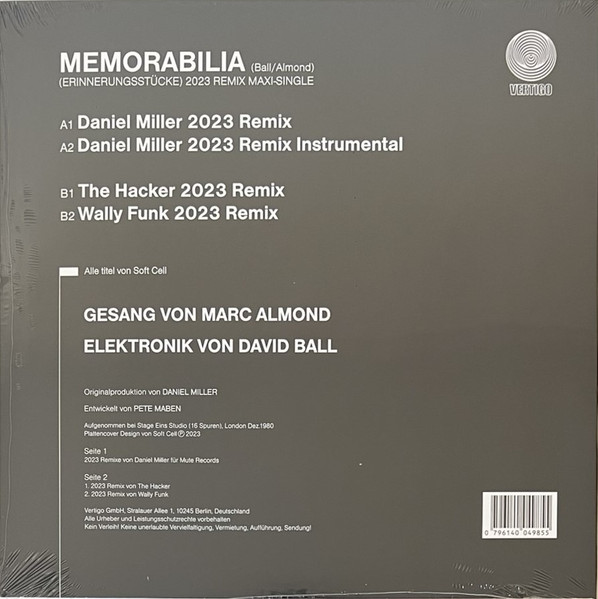 MEMORABILIA (Ball/Almond)
(ERINNERUNGSSTÜCKE) 2023 REMIX MAXI-SINGLE
VERTIGO
A1 Daniel Miller 2023 Remix
A2 Daniel Miller 2023 Remix Instrumental
B1 The Hacker 2023 Remix
B2 Wally Funk 2023 Remix
Alle titel von Soft Cell
GESANG VON MARC ALMOND
ELEKTRONIK VON DAVID BALL
Originalproduktion von DANIEL MILLER
Entwickelt von PETE MABEN
Aufgenommen bei Stage Eins Studio (16 Spuren), London Dez.1980
Plattencover Design von Soft Cell ℗ 2023
Seite 1
2023 Remixe von Daniel Miller für Mute Records
Seite 2
1. 2023 Remix von The Hacker
2. 2023 Remix von Wally Funk
Vertigo GmbH, Stralauer Allee 1, 10245 Berlin, Deutschland
Alle Urheber und Leistungsschutzrechte vorbehalten
Kein Verleih! Keine unerlaubte Vervielfaltigung, Vermietung, Aufführung, Sendung!
0 796140 049855